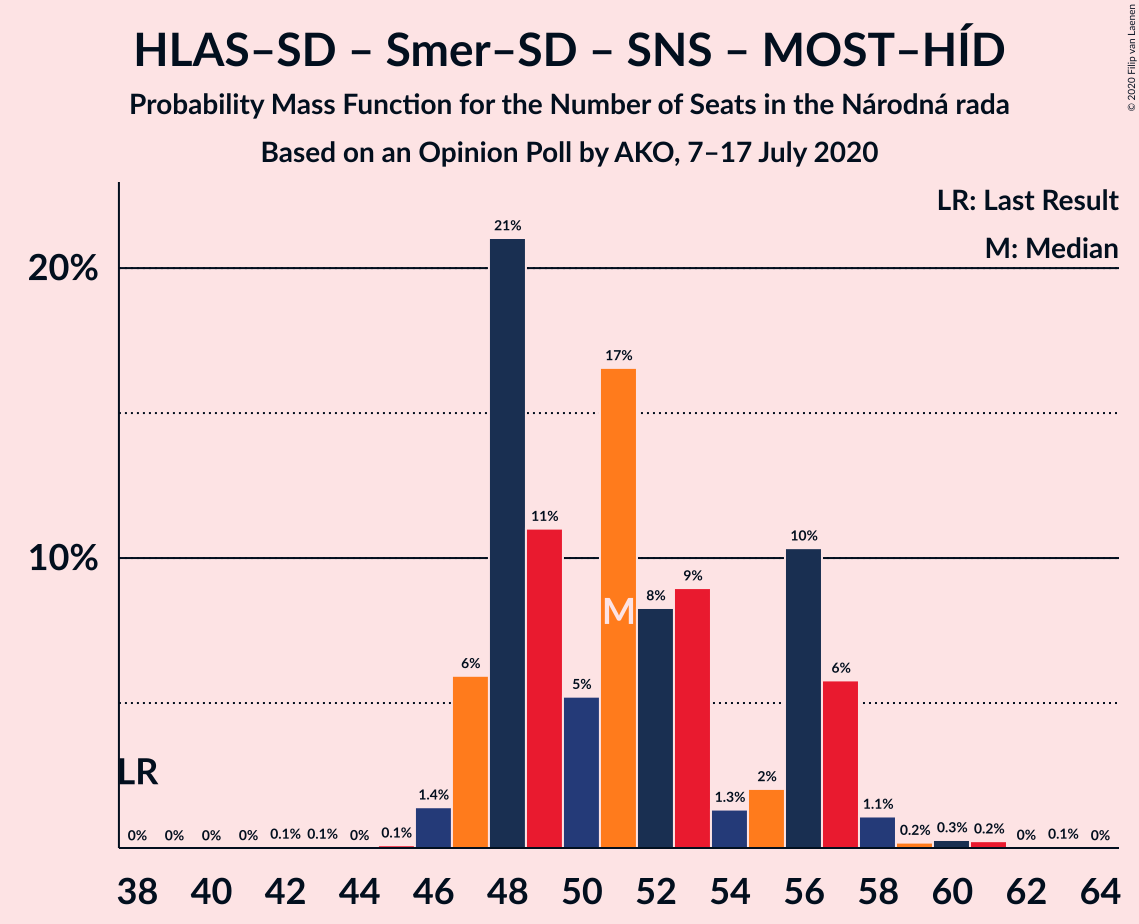 HLAS–SD – Smer–SD – SNS – MOST–HÍD
Probability Mass Function for the Number of Seats in the Národná rada
Based on an Opinion Poll by AKO, 7–17 July 2020
© 2020 Filip van Laenen
LR: Last Result
M: Median
20%
10%
LR
M
0% 0% 0% 0% 0.1% 0.1% 0% 0.1% 1.4% 6% 21% 11% 5% 17% 8% 9% 1.3% 2% 10% 6% 1.1% 0.2% 0.3% 0.2% 0% 0.1% 0%
38 40 42 44 46 48 50 52 54 56 58 60 62 64